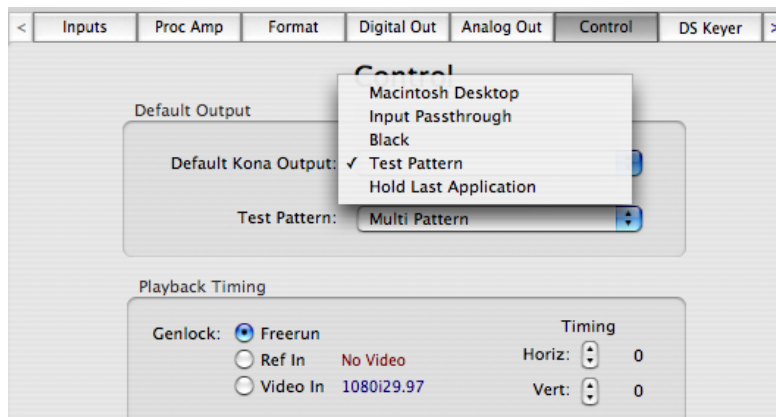 < Inputs Proc Amp Format Digital Out Analog Out Control DS Keyer >
Control
Default Output
Macintosh Desktop
Input Passthrough
Black
Default Kona Output: ✓ Test Pattern
Hold Last Application
Test Pattern: Multi Pattern
Playback Timing
Genlock: Freerun Timing
Ref In No Video Horiz: 0
Video In 1080i29.97 Vert: 0